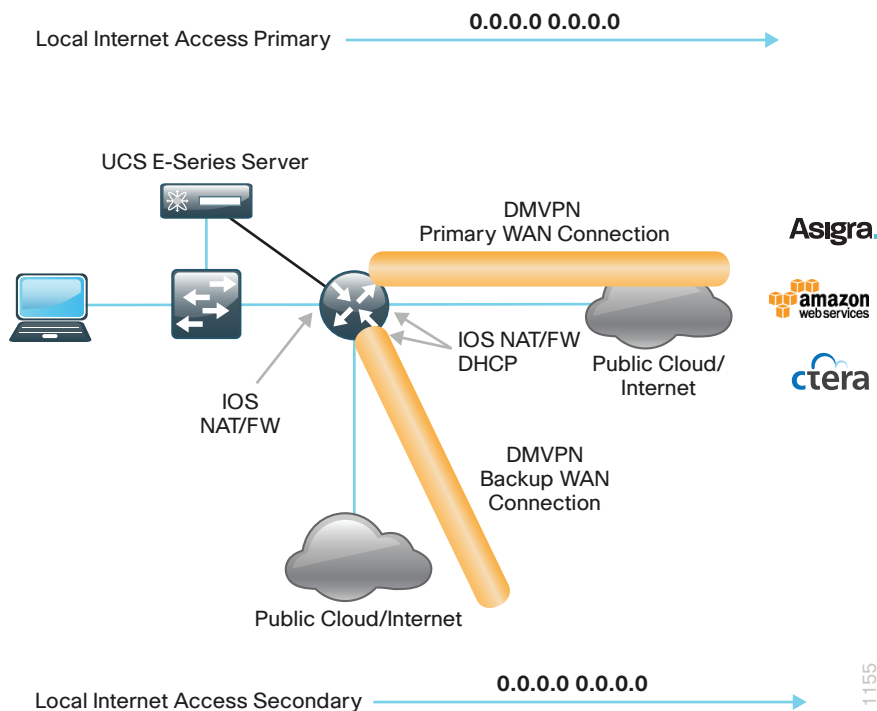 0.0.0.0 0.0.0.0
Local Internet Access Primary
UCS E-Series Server
DMVPN
Primary WAN Connection
Asigra.
amazon
webservices
IOS NAT/FW
DHCP
Public Cloud/
Internet
ctera
IOS
NAT/FW
DMVPN
Backup WAN
Connection
Public Cloud/Internet
0.0.0.0 0.0.0.0
Local Internet Access Secondary
1155